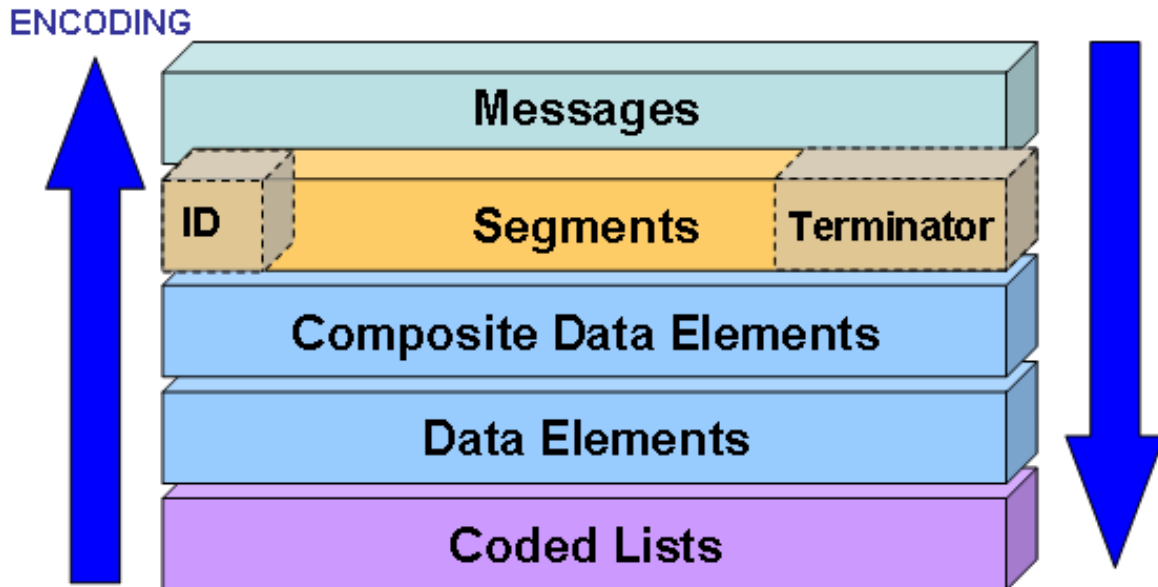 ENCODING
Messages
ID
Segments
Terminator
Composite Data Elements
Data Elements
Coded Lists